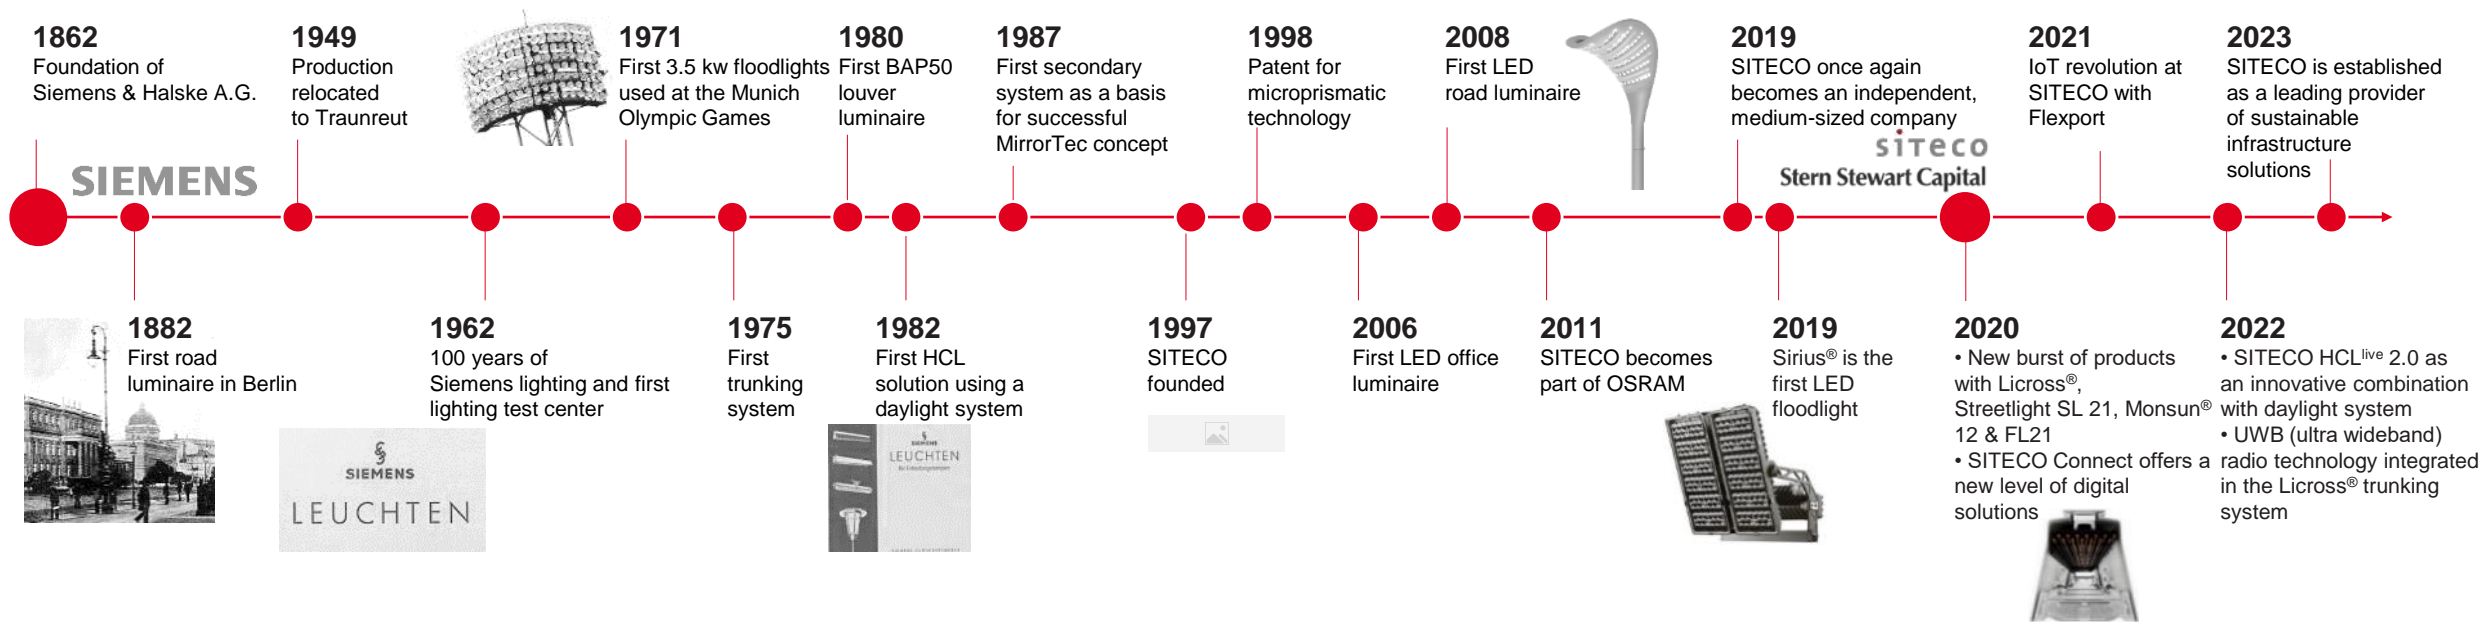 1862
Foundation of
Siemens & Halske A.G.
1949
Production
relocated
to Traunreut
1971
First 3.5 kw floodlights
used at the Munich
Olympic Games
1980
First BAP50
louver
luminaire
1987
First secondary
system as a basis
for successful
MirrorTec concept
1998
Patent for
microprismatic
technology
2008
First LED
road luminaire
2019
SITECO once again
becomes an independent,
medium-sized company
2021
IoT revolution at
SITECO with
Flexport
2023
SITECO is established
as a leading provider
of sustainable
infrastructure
solutions
SIEMENS
siteco
Stern Stewart Capital
1882
First road
luminaire in Berlin
1962
100 years of
Siemens lighting and first
lighting test center
SIEMENS
LEUCHTEN
1975
First
trunking
system
1982
First HCL
solution using a
daylight system
SIEMENS
LEUCHTEN
1997
SITECO
founded
2006
First LED office
luminaire
2011
SITECO becomes
part of OSRAM
2019
Sirius® is the
first LED
floodlight
2020
• New burst of products
with Licross®,
Streetlight SL 21, Monsun®
12 & FL21
• SITECO Connect offers a
new level of digital
solutions
2022
• SITECO HCLlive 2.0 as
an innovative combination
with daylight system
• UWB (ultra wideband)
radio technology integrated
in the Licross® trunking
system